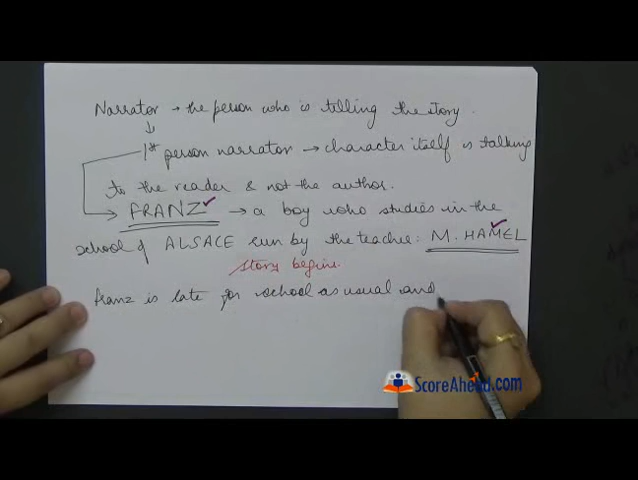 Narrator → the person who is telling the story.
↓
1st person narrator → character itself is talking
to the reader & not the author.
→ FRANZ ✓ → a boy who studies in the
school of ALSACE run by the teacher: M. HAMEL ✓
Story begins.
franz is late for school as usual and
ScoreAhead.com